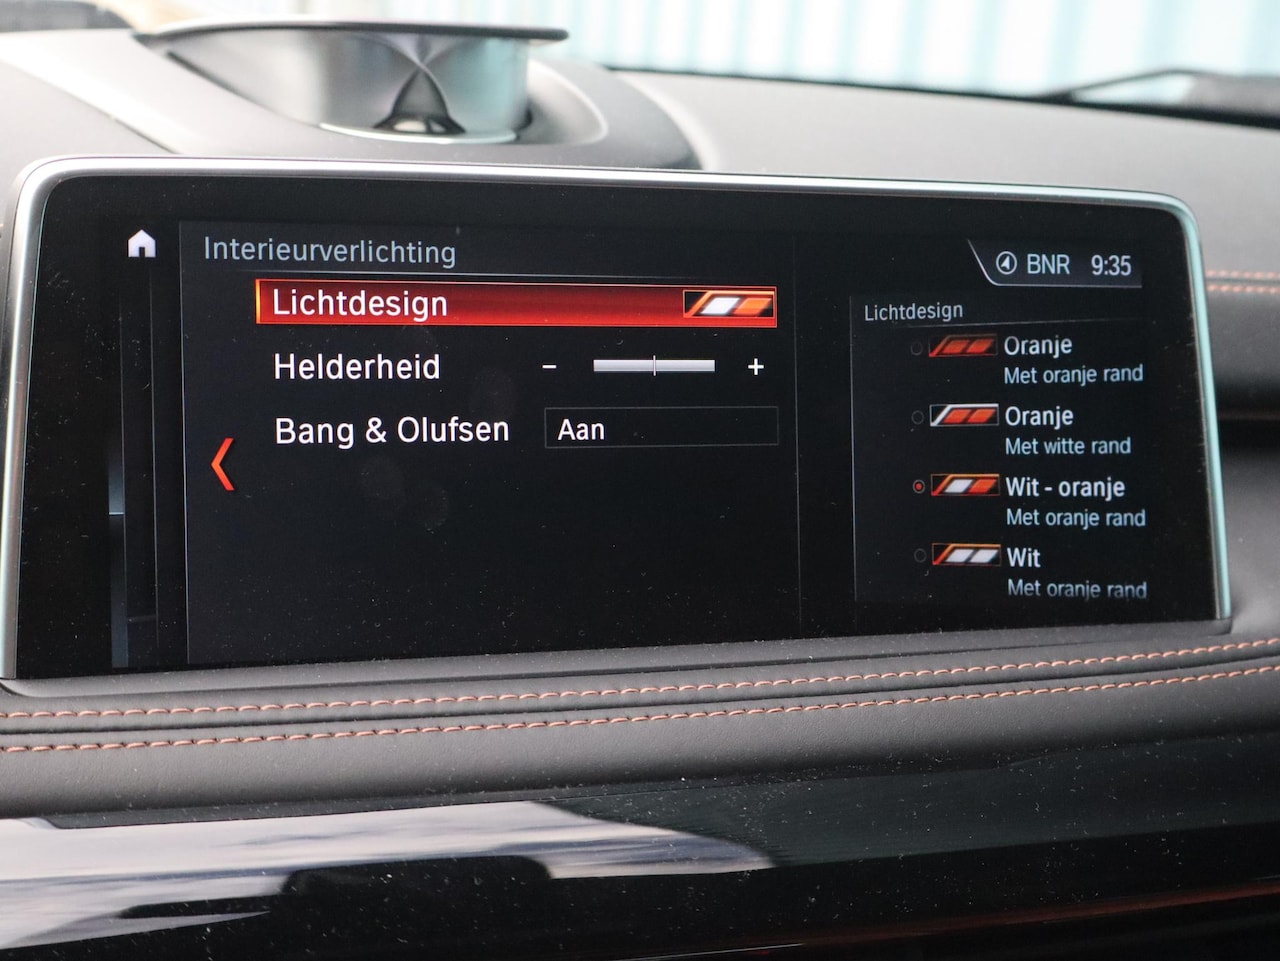 Interieurverlichting
Lichtdesign
Helderheid - +
Bang & Olufsen Aan
BNR 9:35
Lichtdesign
Oranje
Met oranje rand
Oranje
Met witte rand
Wit - oranje
Met oranje rand
Wit
Met oranje rand